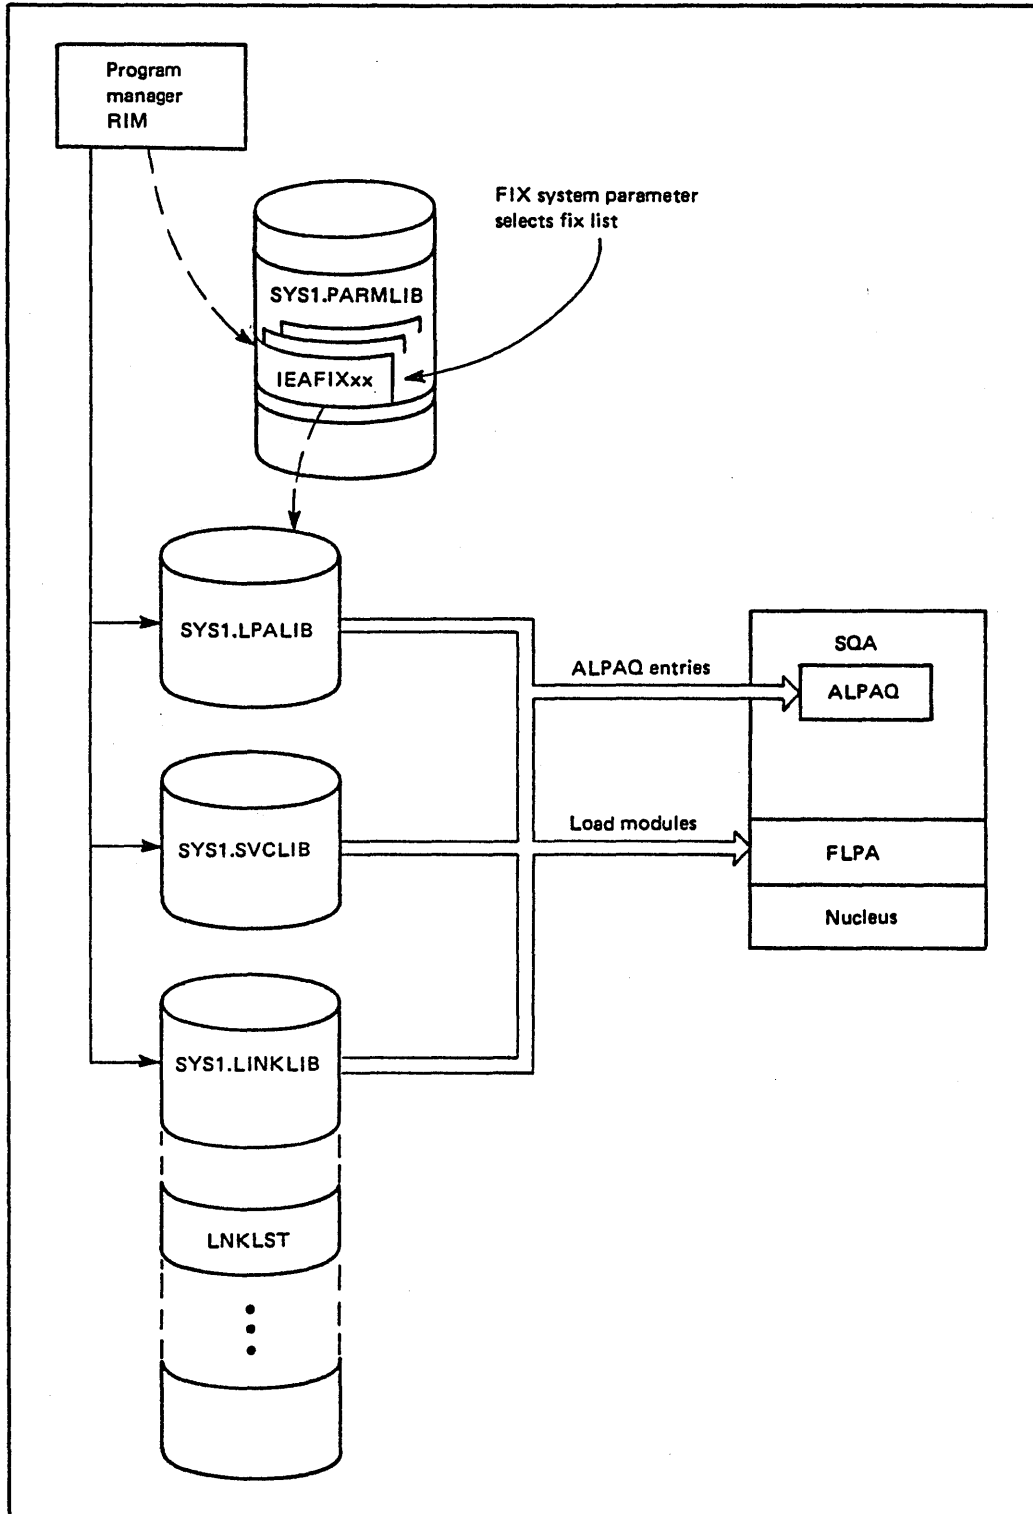 Program
manager
RIM
FIX system parameter
selects fix list
SYS1.PARMLIB
IEAFIXxx
SYS1.LPALIB
SQA
ALPAQ entries
ALPAQ
SYS1.SVCLIB
Load modules
FLPA
Nucleus
SYS1.LINKLIB
LNKLST